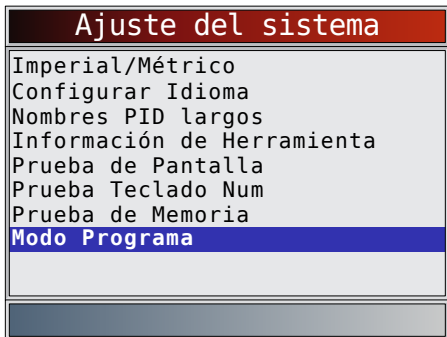 Ajuste del sistema
Imperial/Métrico
Configurar Idioma
Nombres PID largos
Información de Herramienta
Prueba de Pantalla
Prueba Teclado Num
Prueba de Memoria
Modo Programa